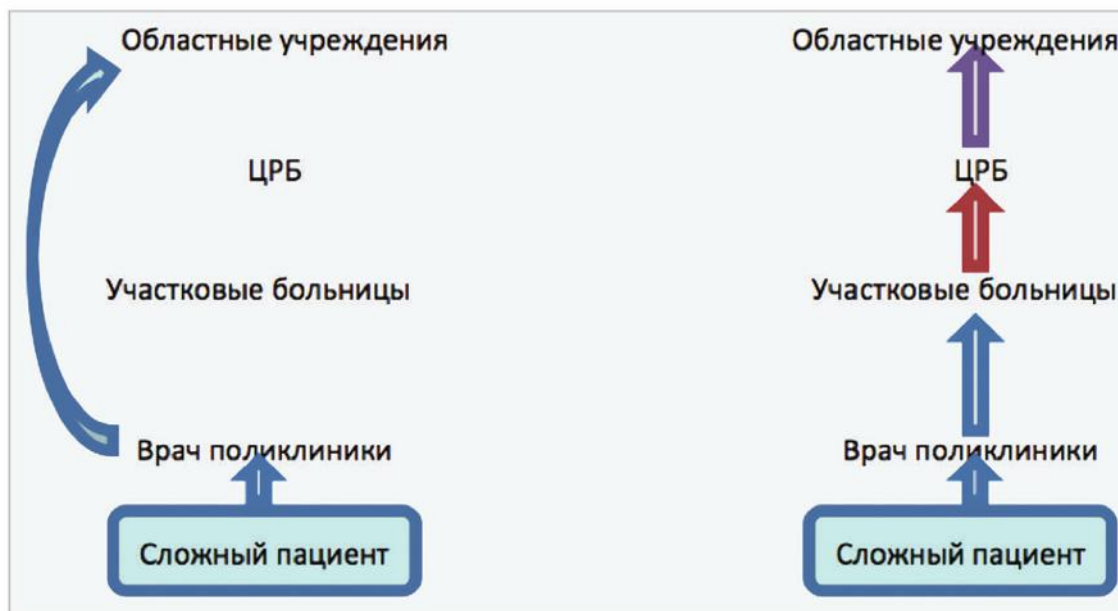 Областные учреждения
ЦРБ
Участковые больницы
Врач поликлиники
Сложный пациент
Областные учреждения
ЦРБ
Участковые больницы
Врач поликлиники
Сложный пациент